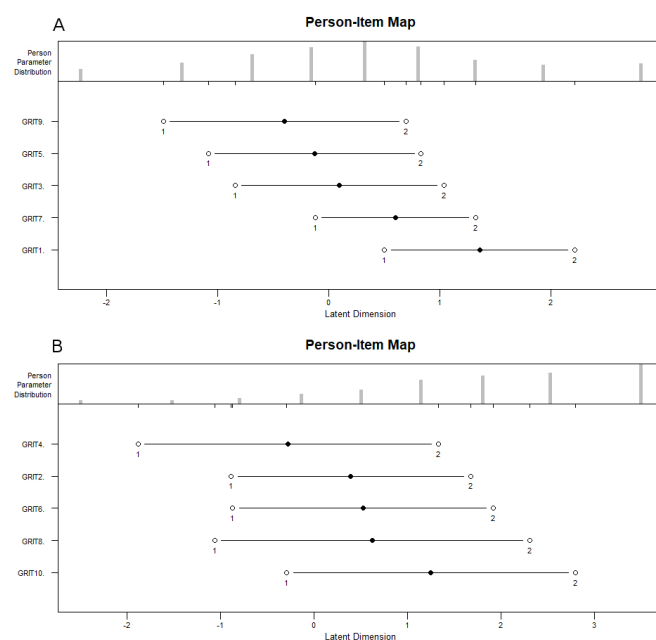 A
Person-Item Map
Person
Parameter
Distribution
GRIT9.
1 2
GRIT5.
1 2
GRIT3.
1 2
GRIT7.
1 2
GRIT1.
1 2
-2 -1 0 1 2
Latent Dimension
B
Person-Item Map
Person
Parameter
Distribution
GRIT4.
1 2
GRIT2.
1 2
GRIT6.
1 2
GRIT8.
1 2
GRIT10.
1 2
-2 -1 0 1 2 3
Latent Dimension